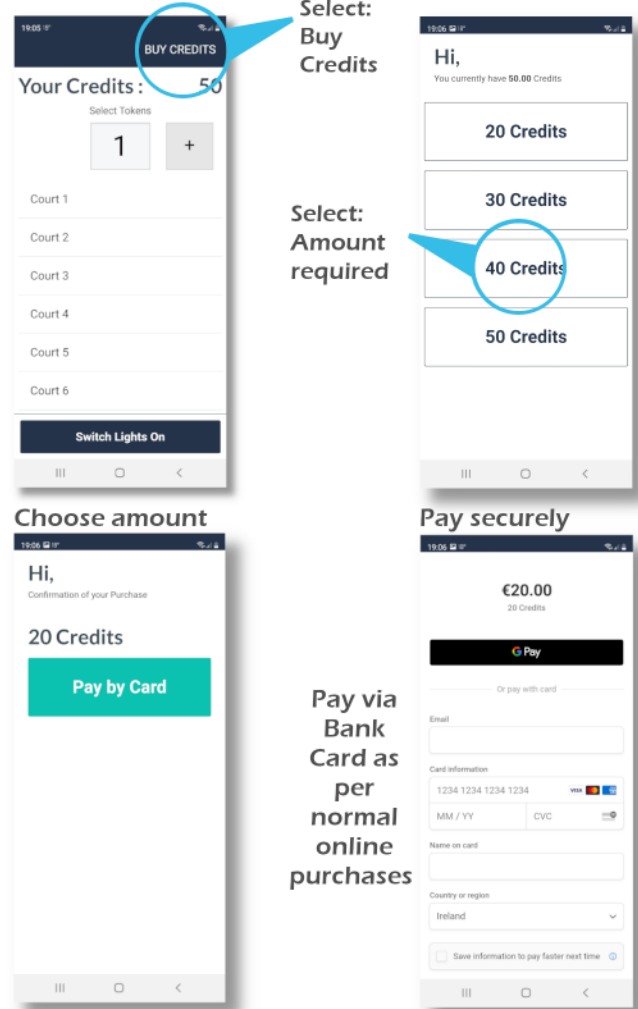 Select:
Buy
Credits
19:05
BUY CREDITS
Your Credits : 50
Select Tokens
1 +
Court 1
Court 2
Court 3
Court 4
Court 5
Court 6
Switch Lights On
19:06
Hi,
You currently have 50.00 Credits
20 Credits
30 Credits
40 Credits
50 Credits
Select:
Amount
required
Choose amount
19:06
Hi,
Confirmation of your Purchase
20 Credits
Pay by Card
Pay via
Bank
Card as
per
normal
online
purchases
Pay securely
19:06
€20.00
20 Credits
G Pay
Or pay with card
Email
Card information
1234 1234 1234 1234 VISA
MM / YY CVC
Name on card
Country or region
Ireland
Save information to pay faster next time